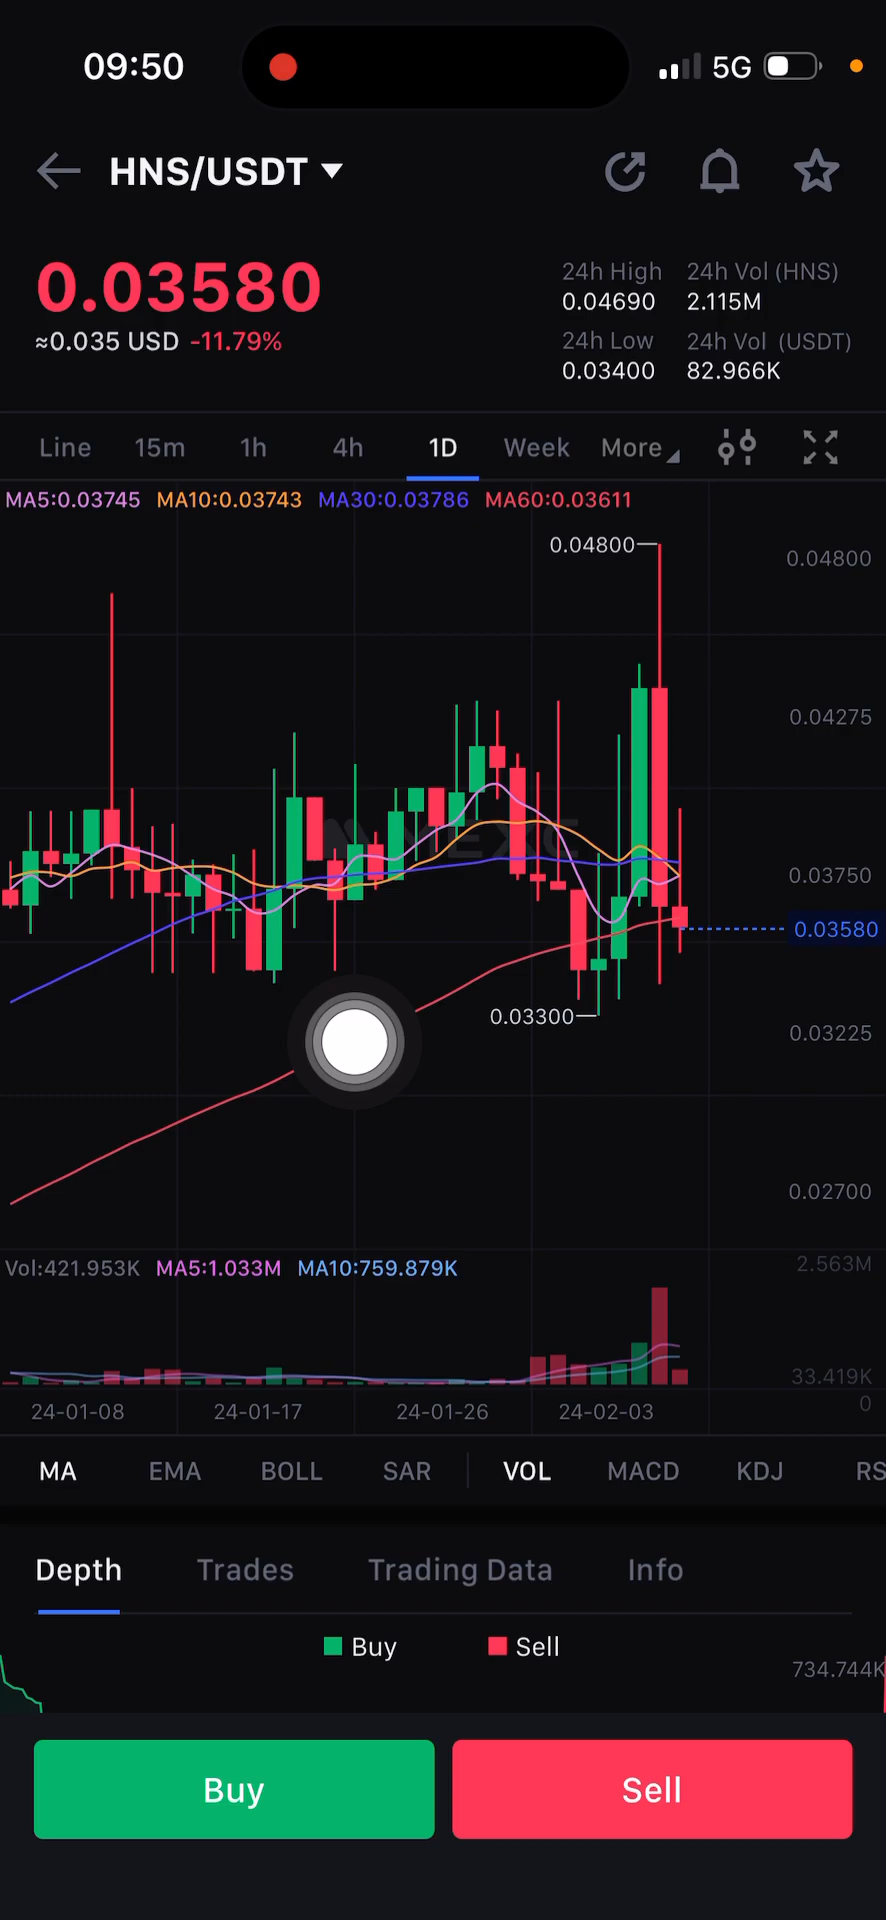 09:50 5G
HNS/USDT
0.03580
≈0.035 USD -11.79%
24h High 24h Vol (HNS)
0.04690 2.115M
24h Low 24h Vol (USDT)
0.03400 82.966K
Line 15m 1h 4h 1D Week More
MA5:0.03745 MA10:0.03743 MA30:0.03786 MA60:0.03611
0.04800
0.04800
0.04275
MEXC
0.03750
0.03580
0.03300
0.03225
0.02700
Vol:421.953K MA5:1.033M MA10:759.879K
2.563M
33.419K
0
24-01-08 24-01-17 24-01-26 24-02-03
MA EMA BOLL SAR VOL MACD KDJ RS
Depth Trades Trading Data Info
Buy Sell
734.744K
Buy Sell